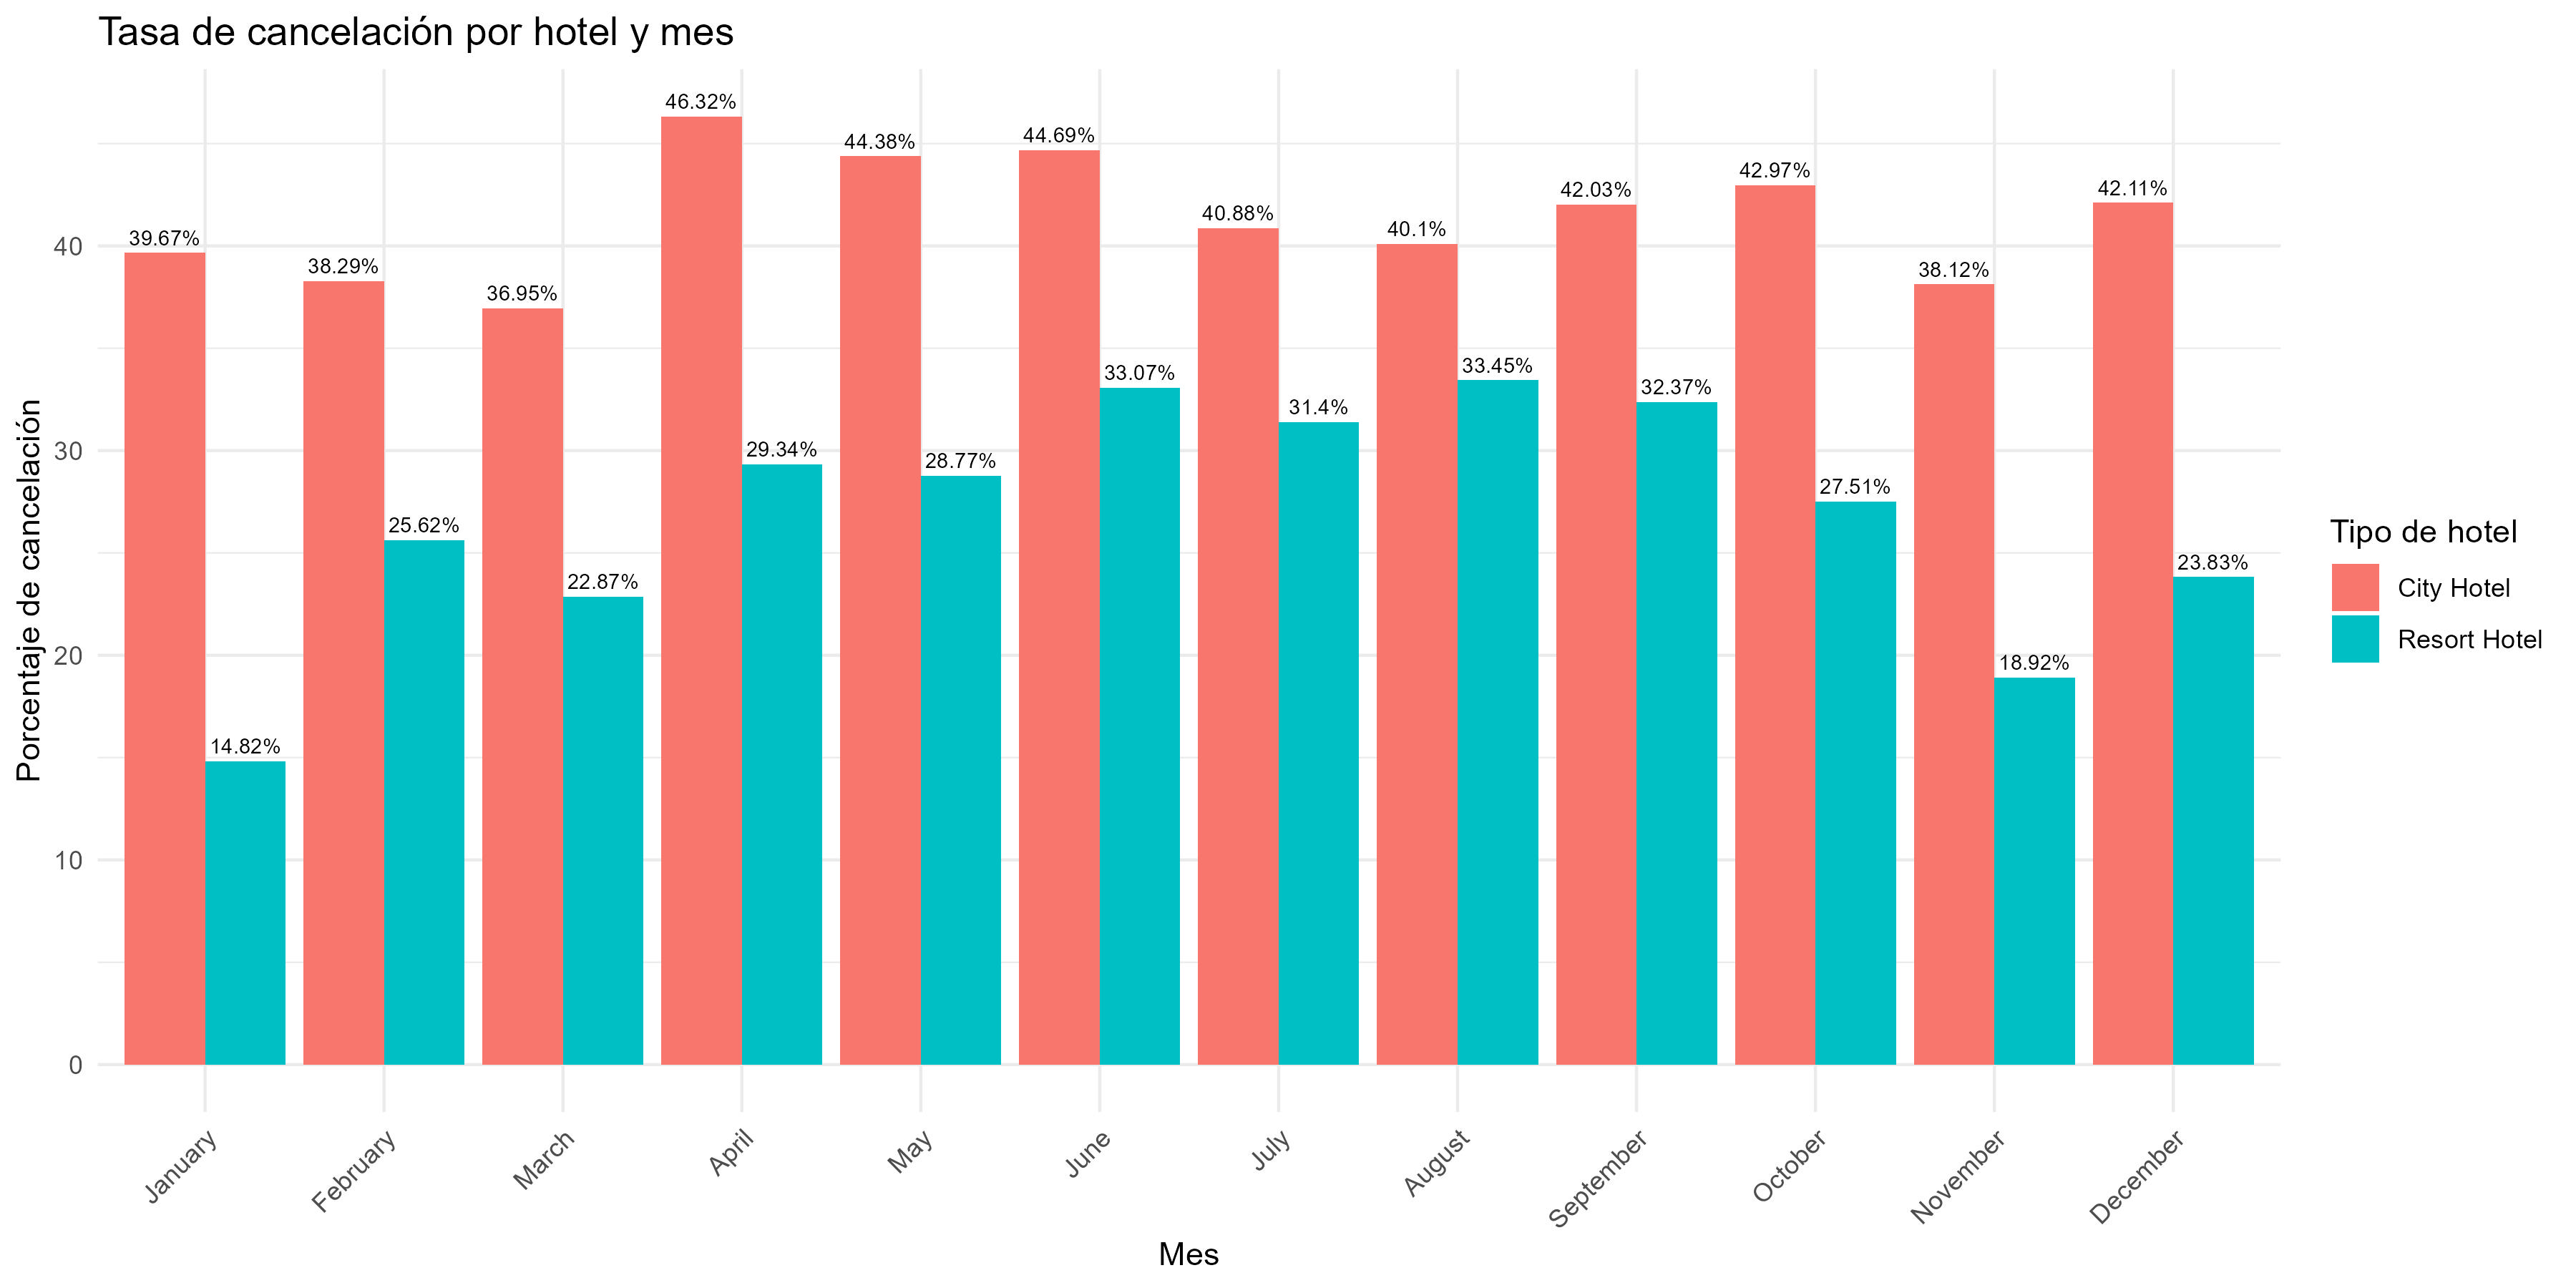 Tasa de cancelación por hotel y mes
Porcentaje de cancelación
40
30
20
10
0
39.67%
14.82%
38.29%
25.62%
36.95%
22.87%
46.32%
29.34%
44.38%
28.77%
44.69%
33.07%
40.88%
31.4%
40.1%
33.45%
42.03%
32.37%
42.97%
27.51%
38.12%
18.92%
42.11%
23.83%
January
February
March
April
May
June
July
August
September
October
November
December
Mes
Tipo de hotel
City Hotel
Resort Hotel